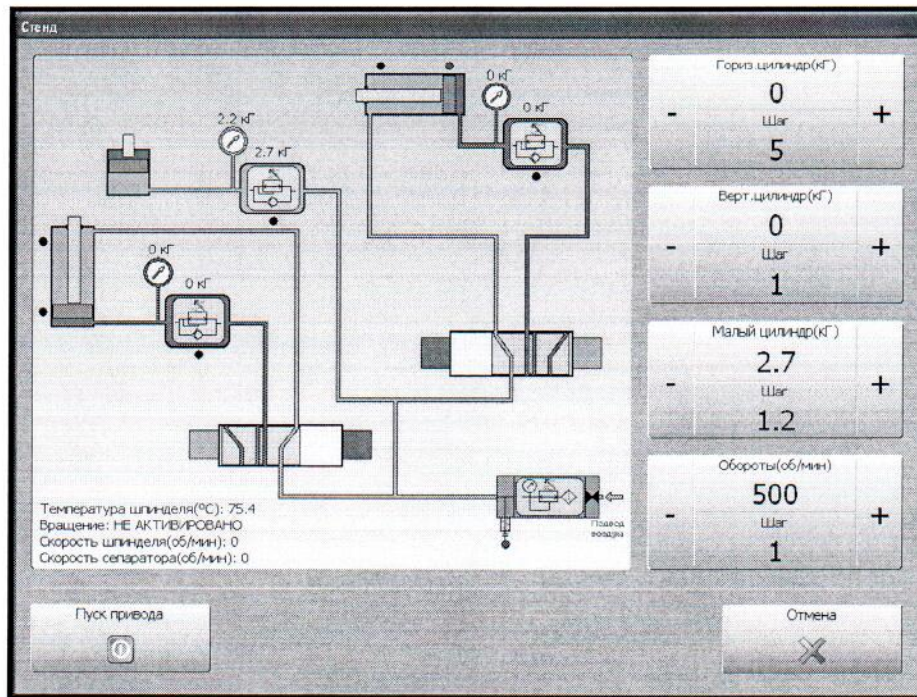 Стенд
0 кГ
0 кГ
2.2 кГ
2.7 кГ
0 кГ
0 кГ
Температура шпинделя(°С): 75.4
Вращение: НЕ АКТИВИРОВАНО
Скорость шпинделя(об/мин): 0
Скорость сепаратора(об/мин): 0
Подвод
воздуха
Гориз.цилиндр(кГ)
0
- Шаг +
5
Верт.цилиндр(кГ)
0
- Шаг +
1
Малый цилиндр(кГ)
2.7
- Шаг +
1.2
Обороты(об/мин)
500
- Шаг +
1
Пуск привода
Отмена